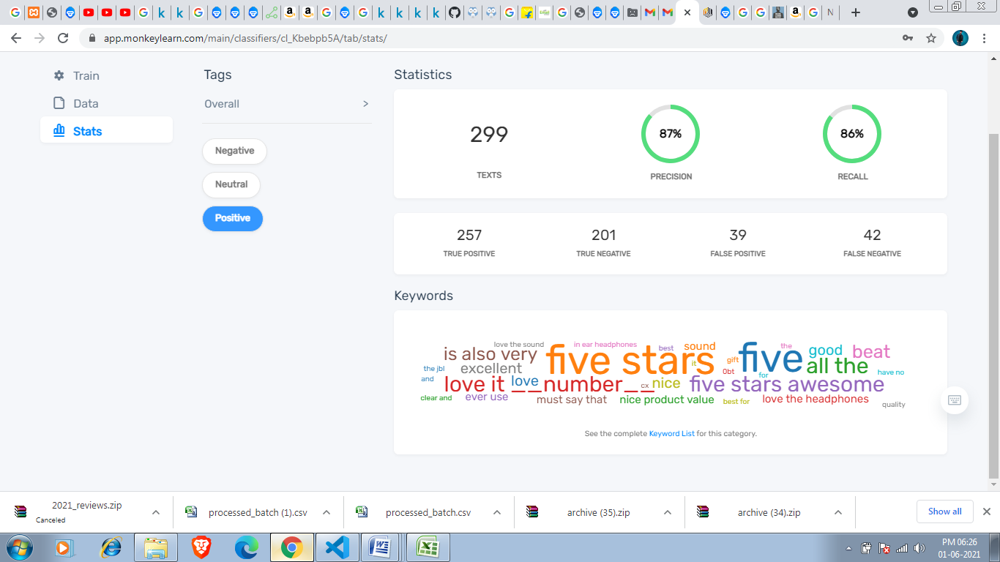 app.monkeylearn.com/main/classifiers/cl_Kbebpb5A/tab/stats/
Train
Data
Stats
Tags
Overall
>
Negative
Neutral
Positive
Statistics
299
TEXTS
87%
PRECISION
86%
RECALL
257
TRUE POSITIVE
201
TRUE NEGATIVE
39
FALSE POSITIVE
42
FALSE NEGATIVE
Keywords
love the sound
in ear headphones
best
sound
the
is also very
five stars
five
good
beat
the jbl
excellent
it
gift
all the
and
love it
love
__number__
cx
nice
0bt
for
five stars awesome
have no
clear and
ever use
must say that
nice product value
best for
love the headphones
quality
See the complete Keyword List for this category.
2021_reviews.zip
Canceled
processed_batch (1).csv
processed_batch.csv
archive (35).zip
archive (34).zip
Show all
PM 06:26
01-06-2021